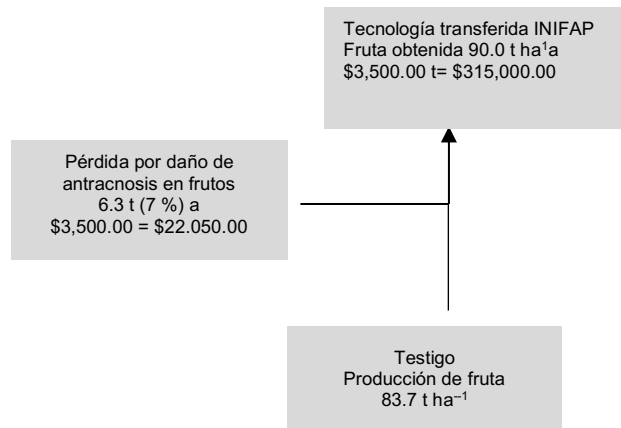 Tecnología transferida INIFAP
Fruta obtenida 90.0 t ha¹a
$3,500.00 t= $315,000.00
Pérdida por daño de
antracnosis en frutos
6.3 t (7 %) a
$3,500.00 = $22.050.00
Testigo
Producción de fruta
83.7 t ha⁻¹